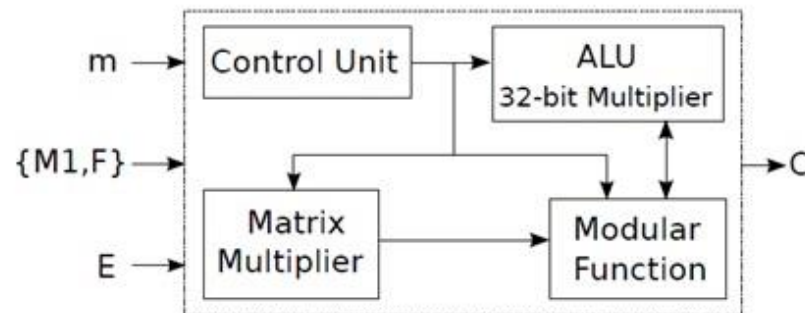 m
Control Unit
ALU
32-bit Multiplier
{M1,F}
C
Matrix
Multiplier
Modular
Function
E